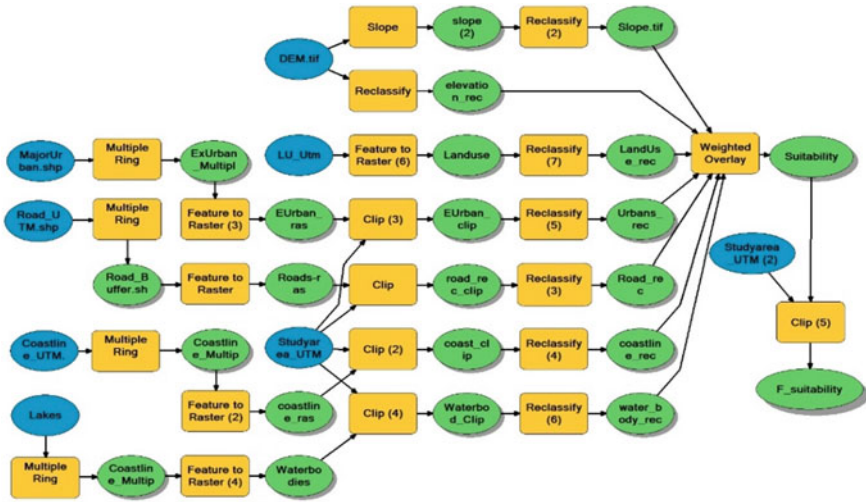 Slope
slope
(2)
Reclassify
(2)
Slope.tif
DEM.tif
Reclassify
elevatio
n_rec
MajorUr
ban.shp
Multiple
Ring
ExUrban
_Multipl
LU_Utm
Feature to
Raster (6)
Landuse
Reclassify
(7)
LandUs
e_rec
Weighted
Overlay
Suitability
Road_U
TM.shp
Multiple
Ring
Feature to
Raster (3)
EUrban_
ras
Clip (3)
EUrban_
clip
Reclassify
(5)
Urbans_
rec
Studyarea
_UTM (2)
Road_B
uffer.sh
Feature to
Raster
Roads-r
as
Clip
road_re
c_clip
Reclassify
(3)
Road_re
c
Clip (5)
Coastlin
e_UTM.
Multiple
Ring
Coastlin
e_Multip
Studyar
ea_UTM
Clip (2)
coast_cl
ip
Reclassify
(4)
coastlin
e_rec
F_suitability
Lakes
Feature to
Raster (2)
coastlin
e_ras
Clip (4)
Waterbo
d_Clip
Reclassify
(6)
water_b
ody_rec
Multiple
Ring
Coastlin
e_Multip
Feature to
Raster (4)
Waterbo
dies